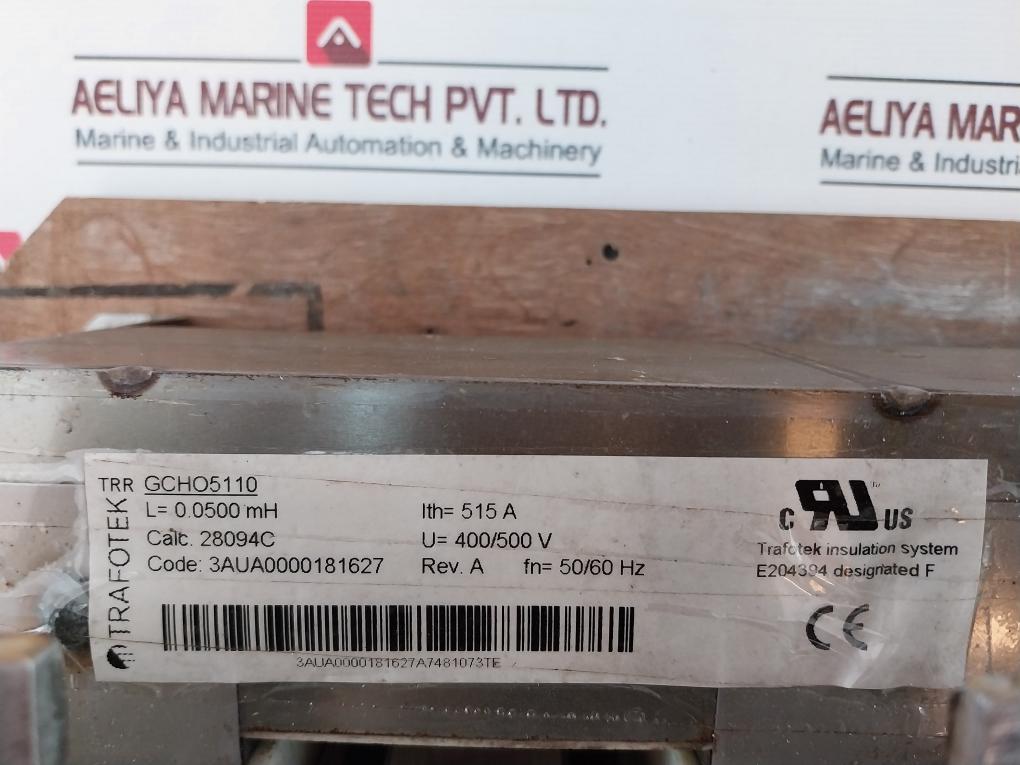 AELIYA MARINE TECH PVT. LTD.
Marine & Industrial Automation & Machinery
AELIYA MAR
Marine & Industri
TRAFOTEK
TRR GCHO5110
L= 0.0500 mH
Ith= 515 A
Calc. 28094C
U= 400/500 V
Code: 3AUA0000181627
Rev. A
fn= 50/60 Hz
3AUA0000181627A7481073TE
C RU US
Trafotek insulation system
E204394 designated F
CE